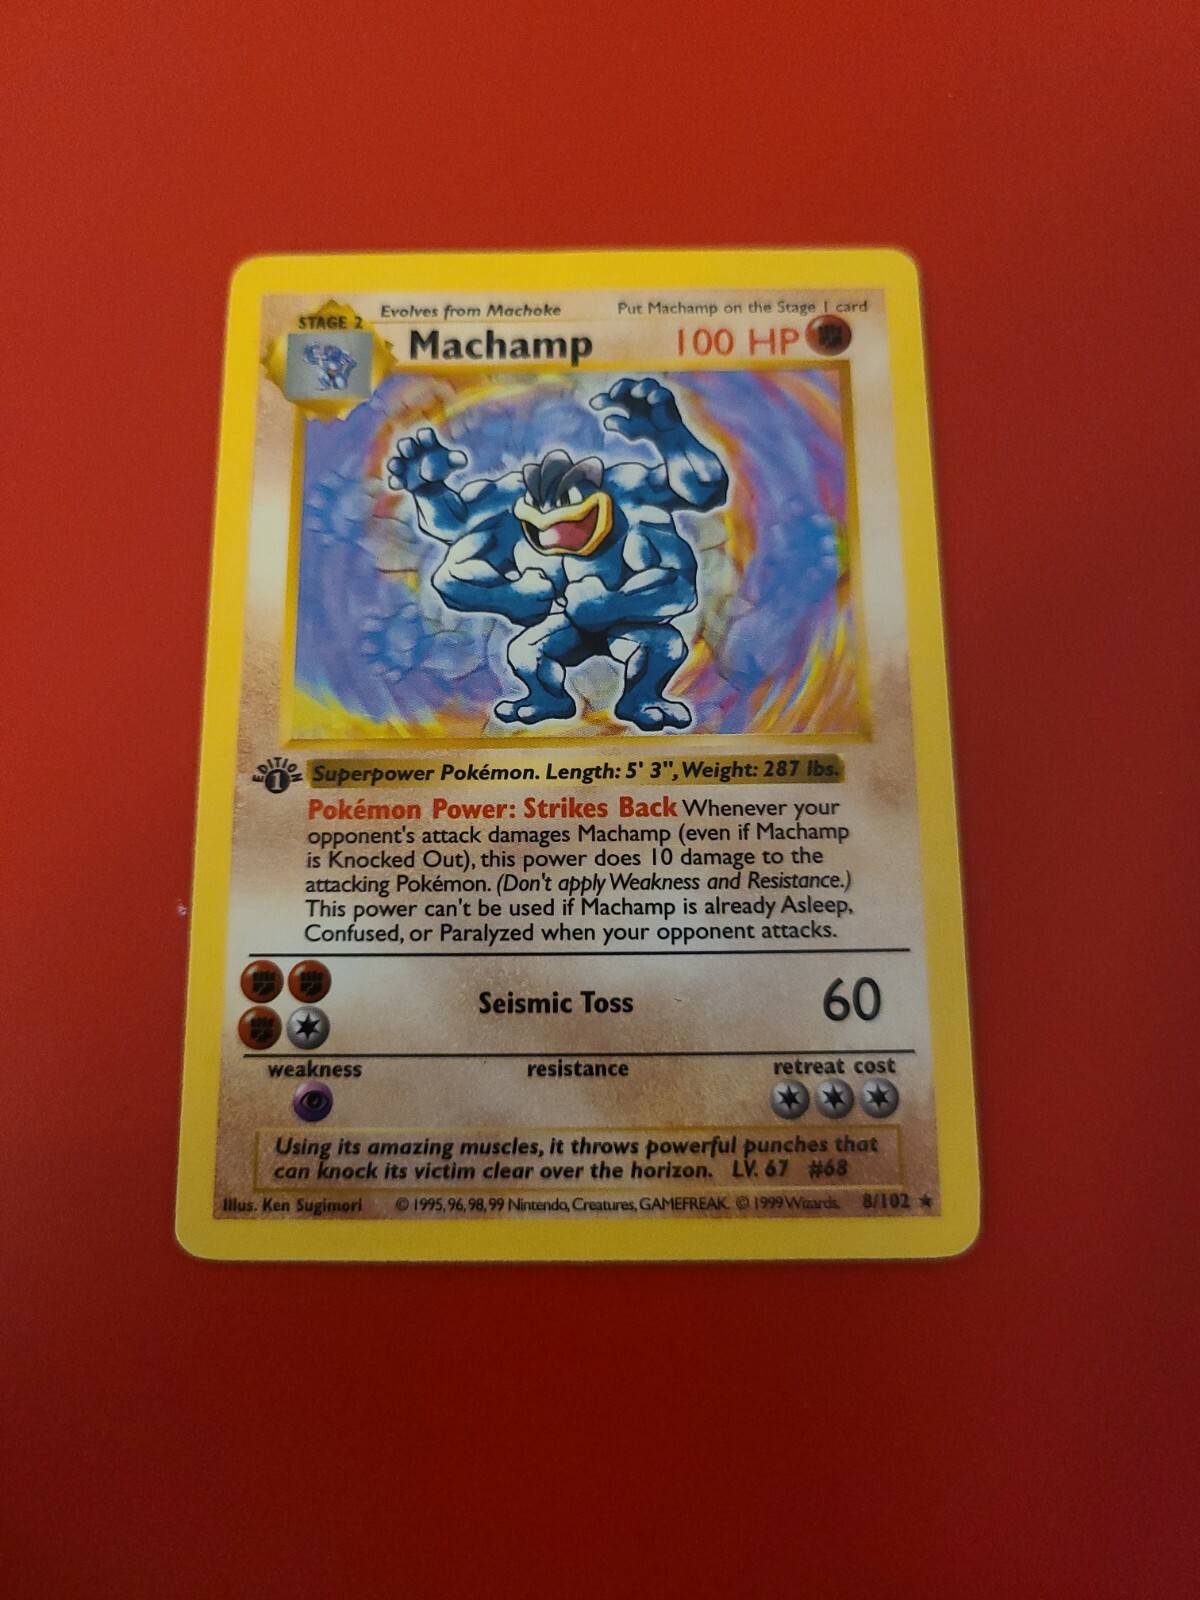 Evolves from Machoke Put Machamp on the Stage 1 card
STAGE 2
Machamp 100 HP
EDITION
1
Superpower Pokémon. Length: 5' 3", Weight: 287 lbs.
Pokémon Power: Strikes Back Whenever your
opponent's attack damages Machamp (even if Machamp
is Knocked Out), this power does 10 damage to the
attacking Pokémon. (Don't apply Weakness and Resistance.)
This power can't be used if Machamp is already Asleep,
Confused, or Paralyzed when your opponent attacks.
Seismic Toss 60
weakness resistance retreat cost
Using its amazing muscles, it throws powerful punches that
can knock its victim clear over the horizon. LV. 67 #68
Illus. Ken Sugimori © 1995, 96, 98, 99 Nintendo, Creatures, GAMEFREAK. © 1999 Wizards. 8/102 ★